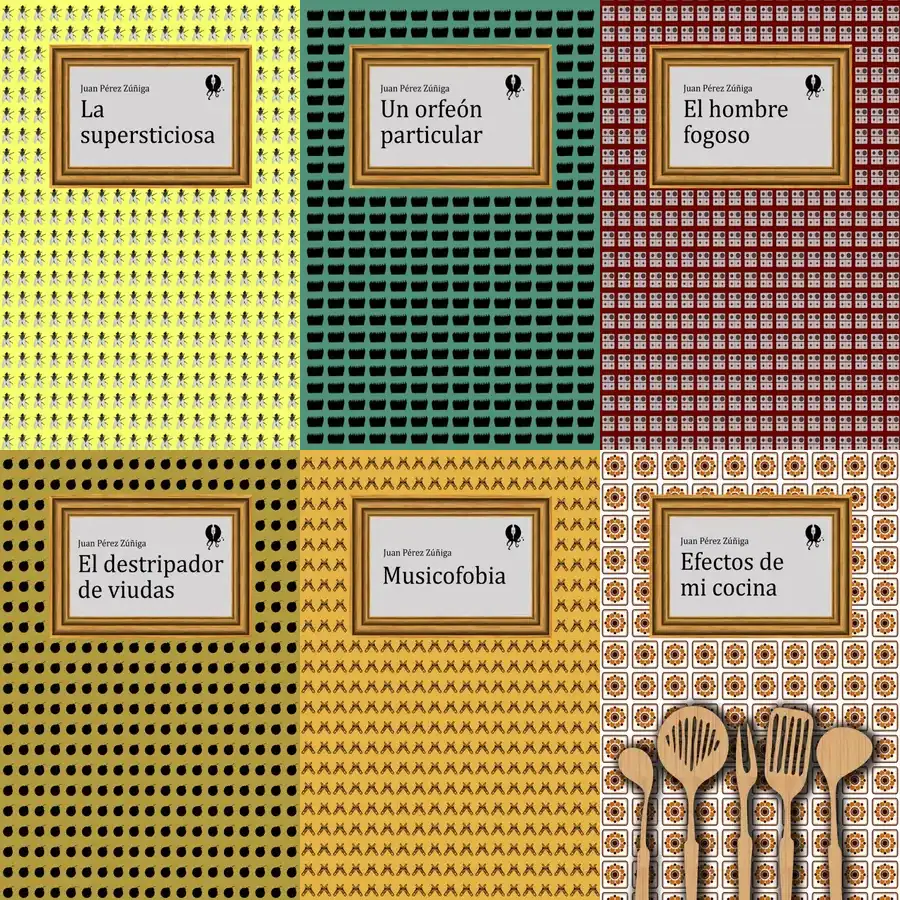 Juan Pérez Zúñiga
La
supersticiosa
Juan Pérez Zúñiga
Un orfeón
particular
Juan Pérez Zúñiga
El hombre
fogoso
Juan Pérez Zúñiga
El destripador
de viudas
Juan Pérez Zúñiga
Musicofobia
Juan Pérez Zúñiga
Efectos de
mi cocina